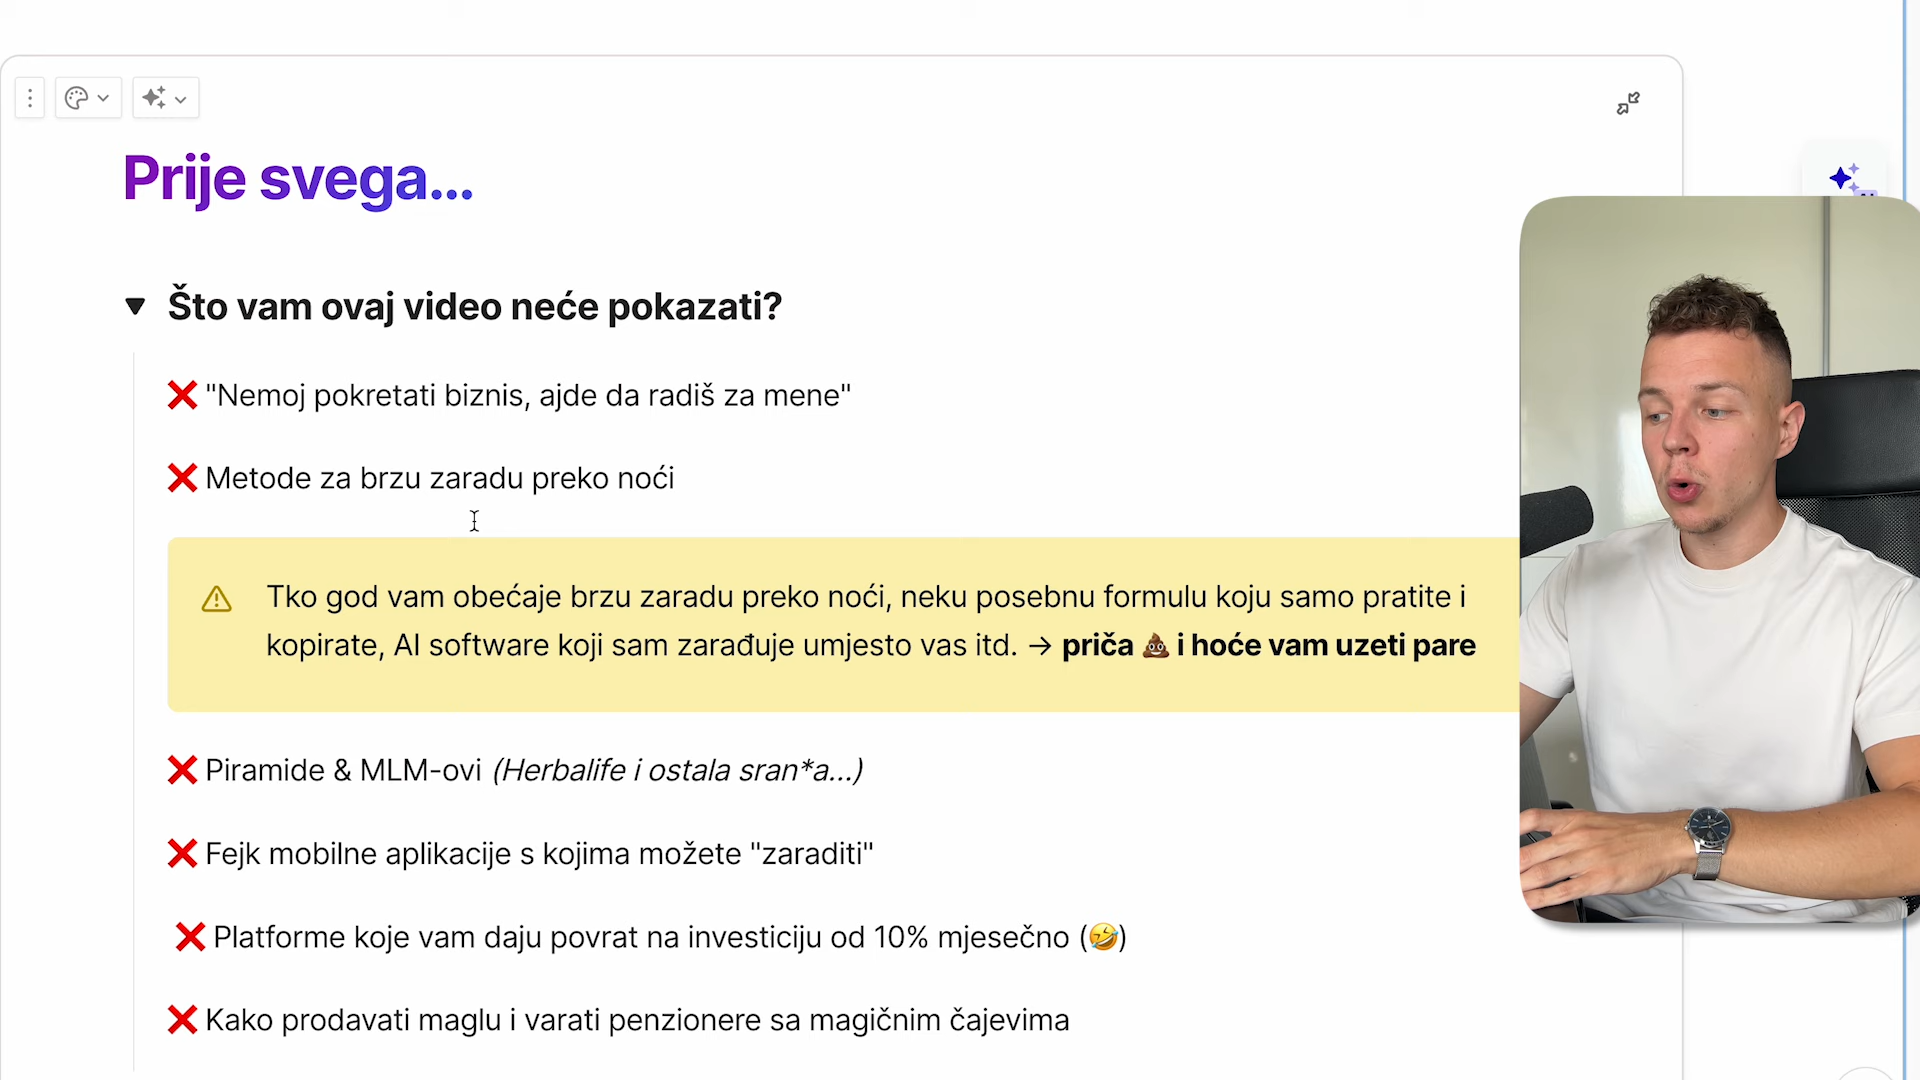 Prije svega...
Što vam ovaj video neće pokazati?
❌ "Nemoj pokretati biznis, ajde da radiš za mene"
❌ Metode za brzu zaradu preko noći
Tko god vam obećaje brzu zaradu preko noći, neku posebnu formulu koju samo pratite i
kopirate, AI software koji sam zarađuje umjesto vas itd. → priča 💩 i hoće vam uzeti pare
❌ Piramide & MLM-ovi (Herbalife i ostala sran*a...)
❌ Fejk mobilne aplikacije s kojima možete "zaraditi"
❌ Platforme koje vam daju povrat na investiciju od 10% mjesečno (🤣)
❌ Kako prodavati maglu i varati penzionere sa magičnim čajevima